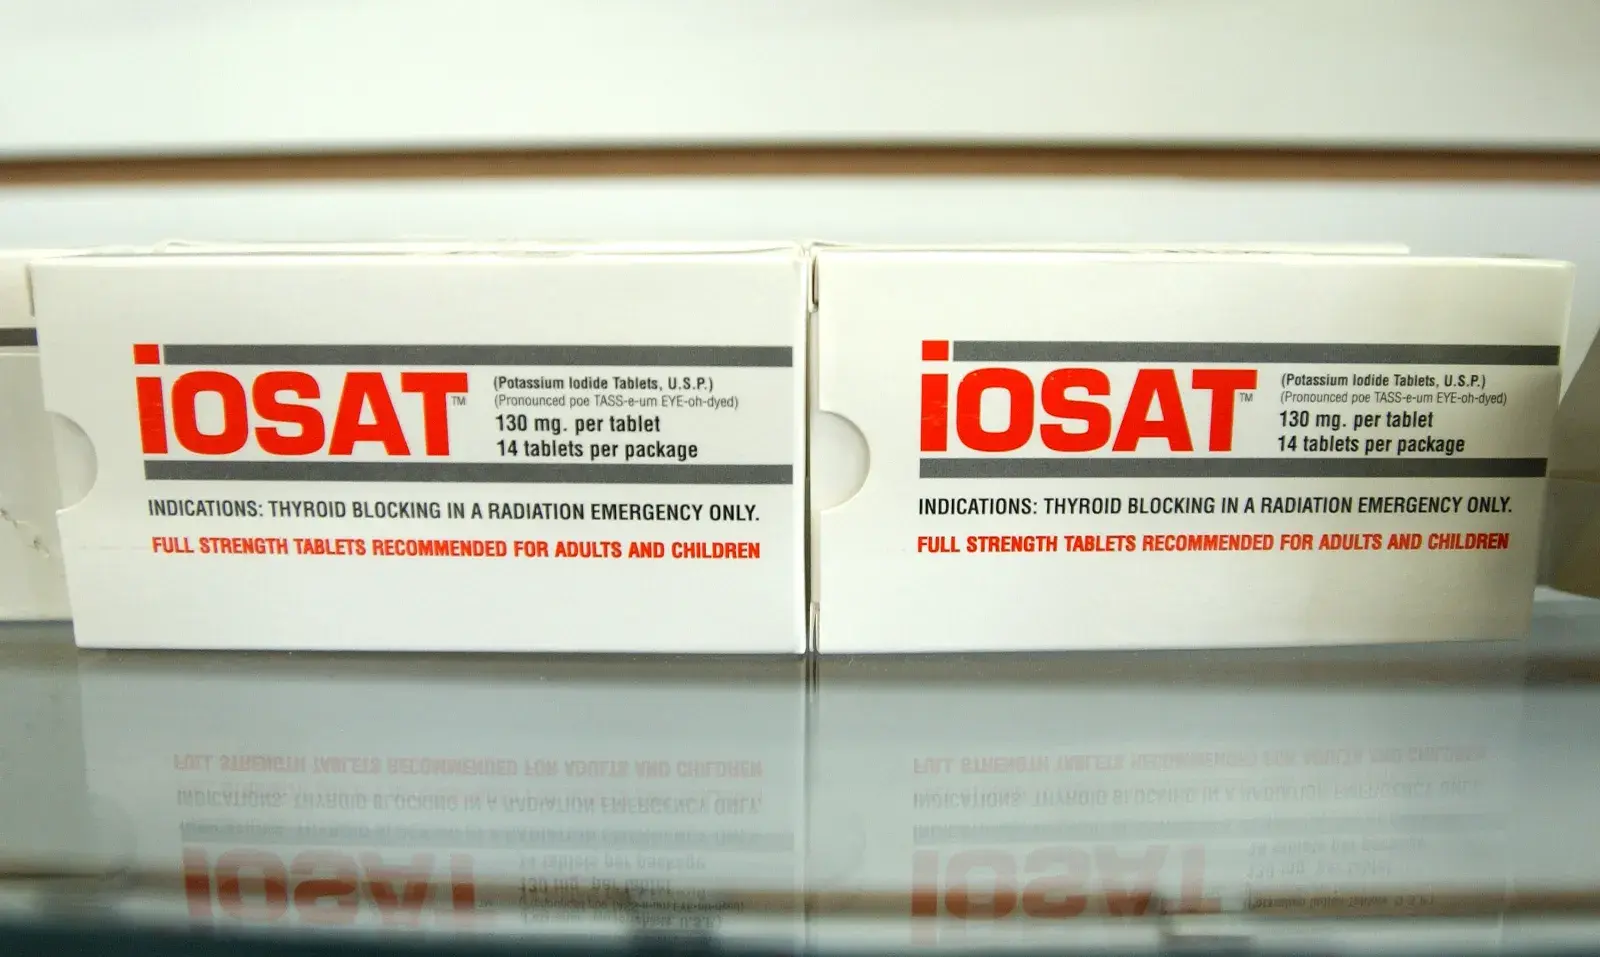 iOSAT™
(Potassium Iodide Tablets, U.S.P.)
(Pronounced poe TASS-e-um EYE-oh-dyed)
130 mg. per tablet
14 tablets per package
INDICATIONS: THYROID BLOCKING IN A RADIATION EMERGENCY ONLY.
FULL STRENGTH TABLETS RECOMMENDED FOR ADULTS AND CHILDREN
iOSAT™
(Potassium Iodide Tablets, U.S.P.)
(Pronounced poe TASS-e-um EYE-oh-dyed)
130 mg. per tablet
14 tablets per package
INDICATIONS: THYROID BLOCKING IN A RADIATION EMERGENCY ONLY.
FULL STRENGTH TABLETS RECOMMENDED FOR ADULTS AND CHILDREN